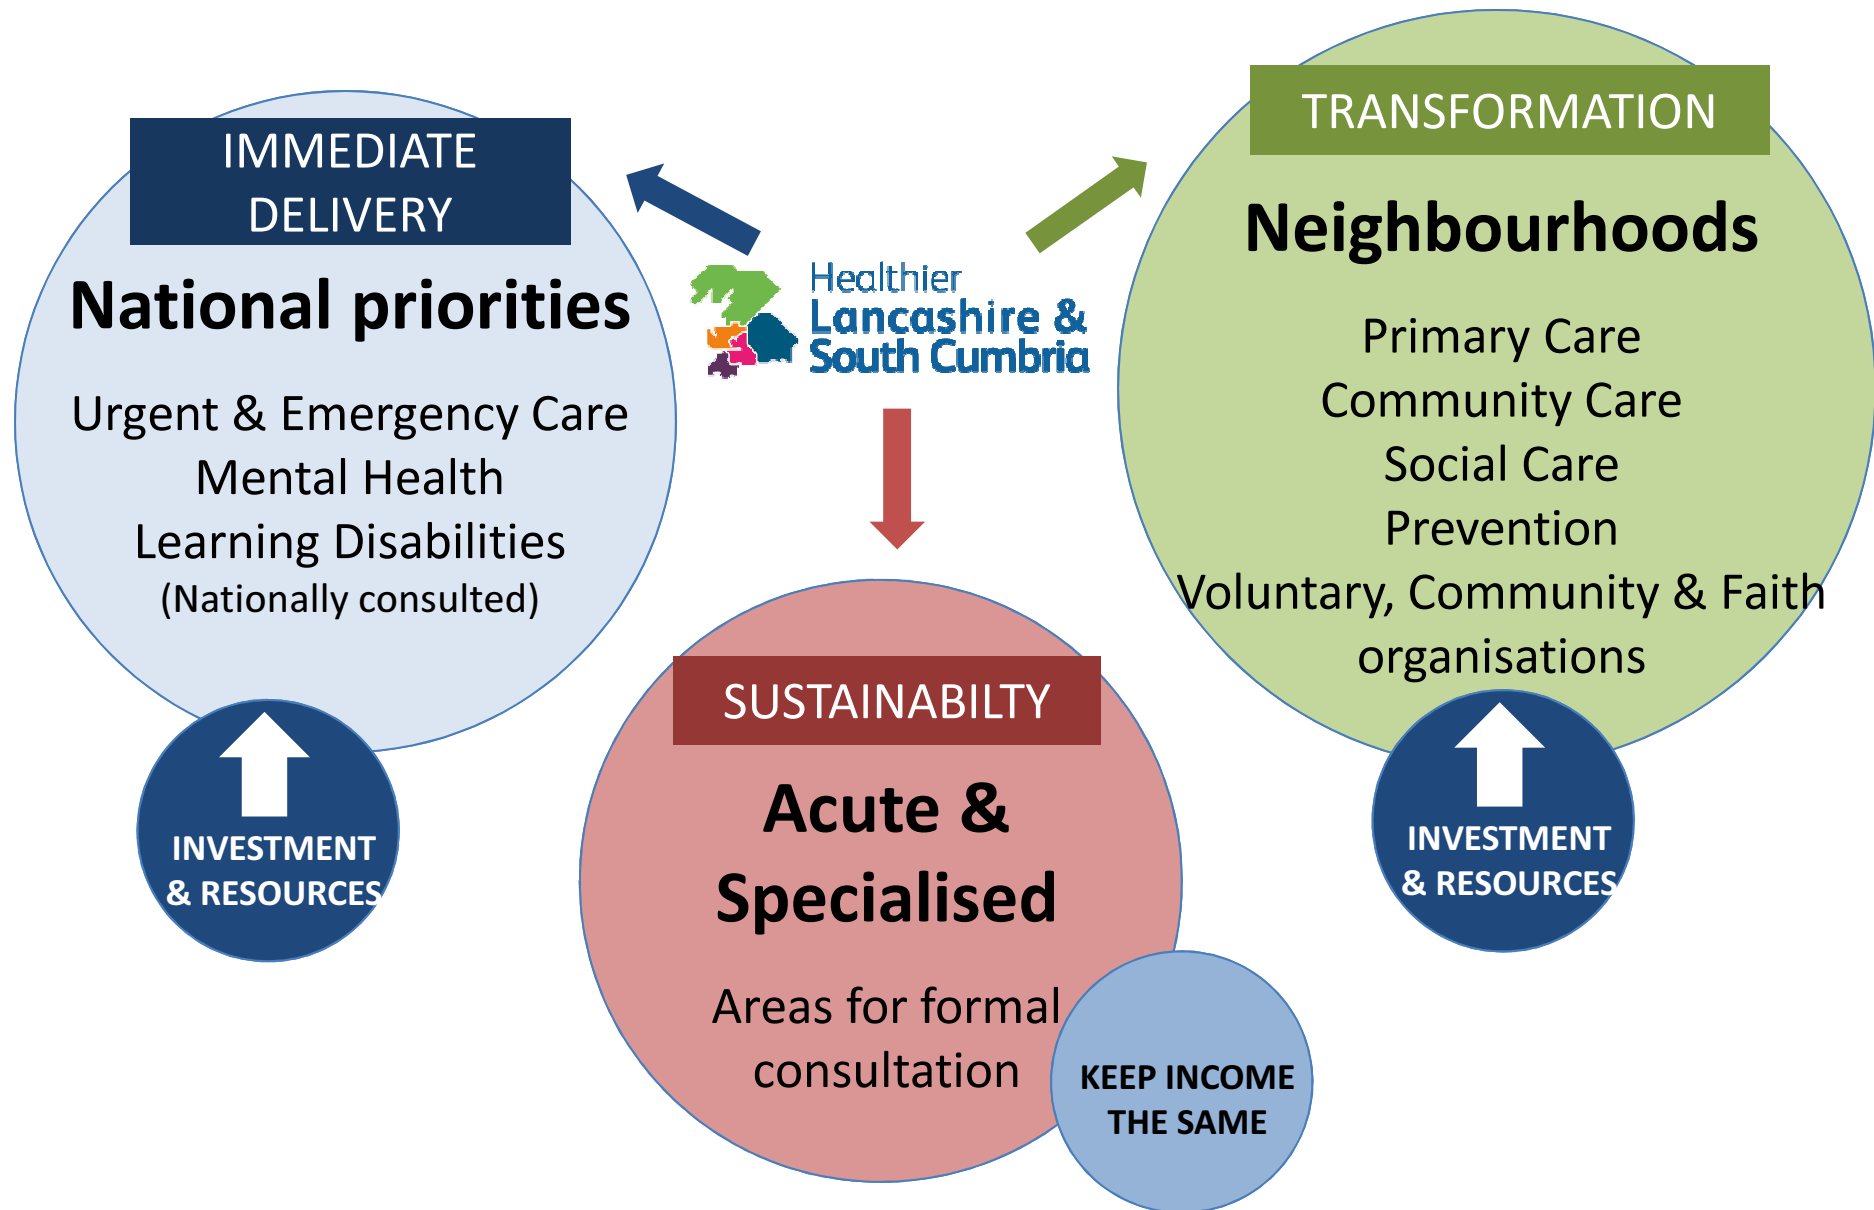 IMMEDIATE
DELIVERY
National priorities
Urgent & Emergency Care
Mental Health
Learning Disabilities
(Nationally consulted)
INVESTMENT
& RESOURCES
Healthier
Lancashire &
South Cumbria
SUSTAINABILTY
Acute &
Specialised
Areas for formal
consultation
KEEP INCOME
THE SAME
TRANSFORMATION
Neighbourhoods
Primary Care
Community Care
Social Care
Prevention
Voluntary, Community & Faith
organisations
INVESTMENT
& RESOURCES